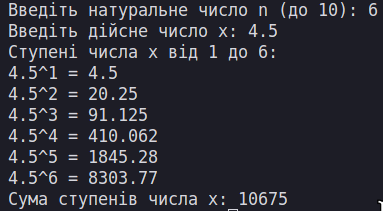 Введіть натуральне число n (до 10): 6
Введіть дійсне число x: 4.5
Ступені числа x від 1 до 6:
4.5^1 = 4.5
4.5^2 = 20.25
4.5^3 = 91.125
4.5^4 = 410.062
4.5^5 = 1845.28
4.5^6 = 8303.77
Сума ступенів числа x: 10675